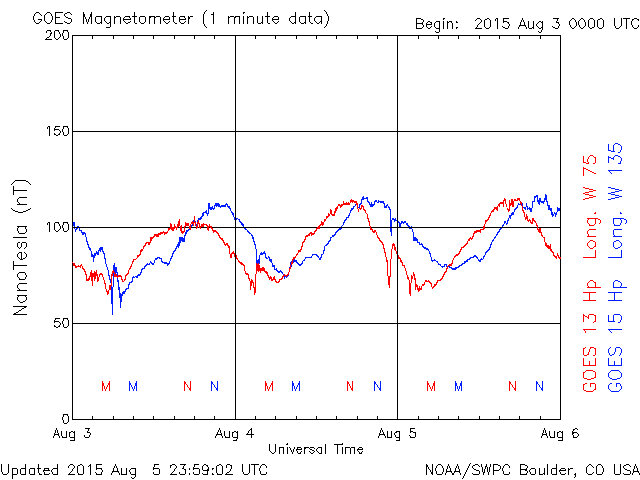 GOES Magnetometer (1 minute data)
Begin: 2015 Aug 3 0000 UTC
200
150
100
50
0
NanoTesla (nT)
M M N N M M N N M M N N
Aug 3 Aug 4 Aug 5 Aug 6
Universal Time
GOES 13 Hp Long. W 75
GOES 15 Hp Long. W 135
Updated 2015 Aug 5 23:59:02 UTC
NOAA/SWPC Boulder, CO USA